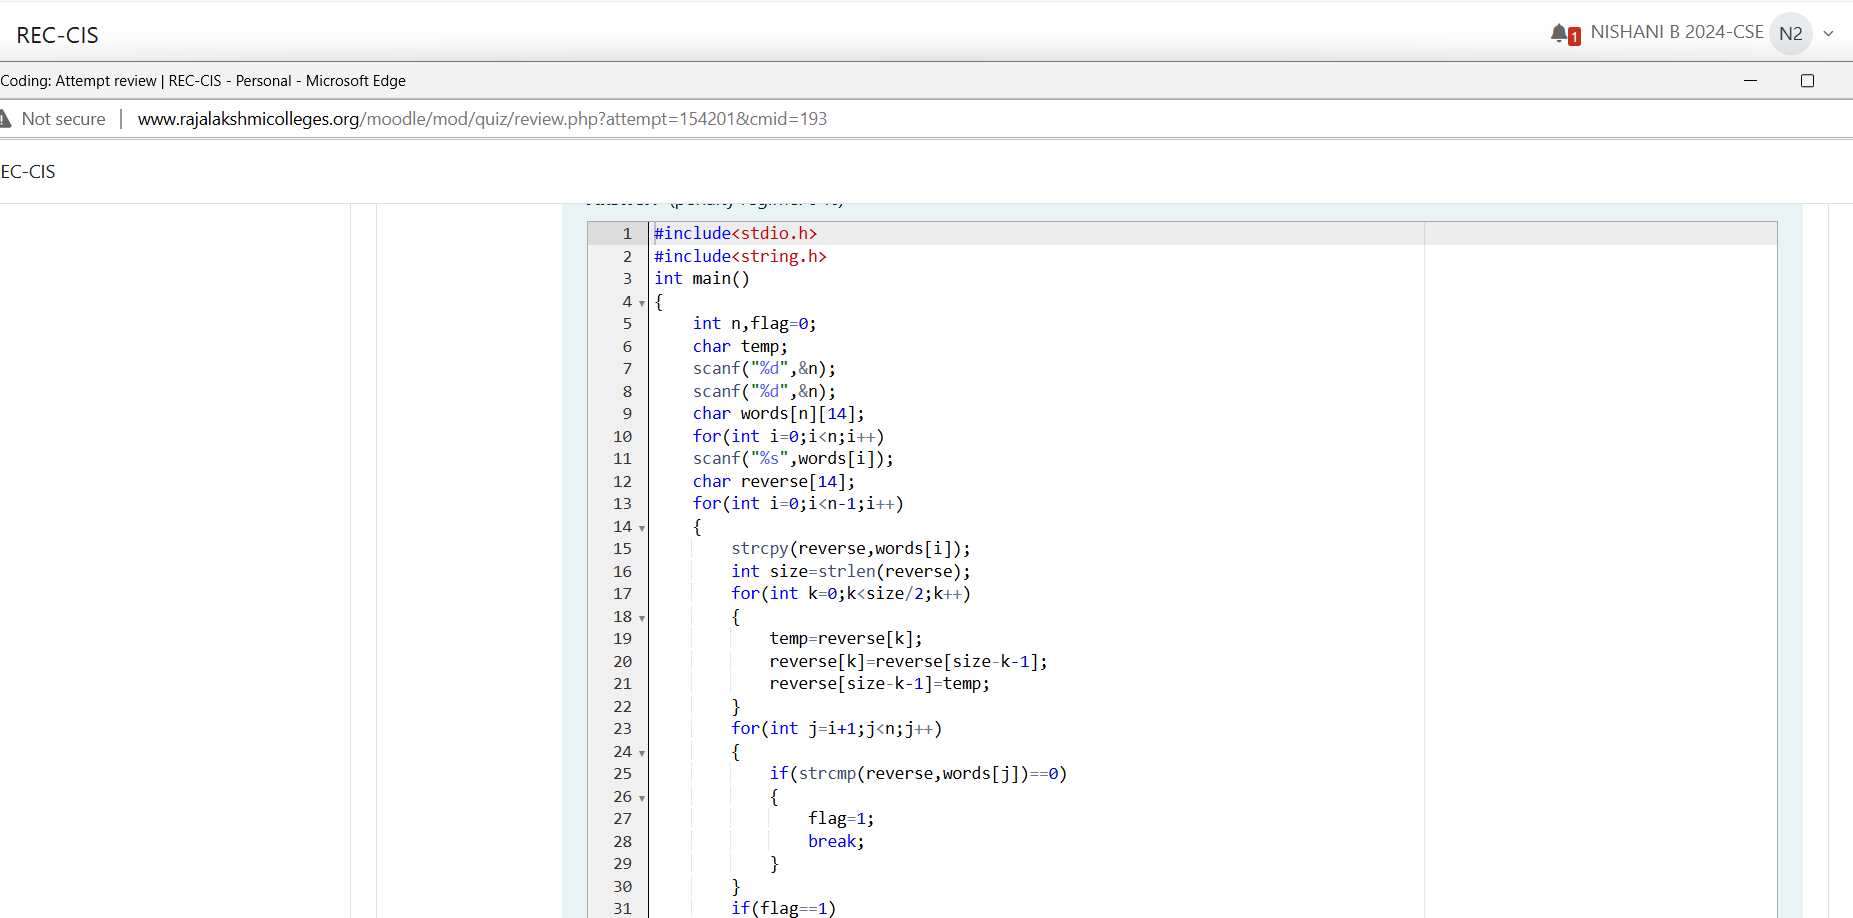 REC-CIS
1
NISHANI B 2024-CSE
N2
Coding: Attempt review | REC-CIS - Personal - Microsoft Edge
Not secure | www.rajalakshmicolleges.org/moodle/mod/quiz/review.php?attempt=154201&cmid=193
EC-CIS
1 #include<stdio.h>
2 #include<string.h>
3 int main()
4 {
5 int n,flag=0;
6 char temp;
7 scanf("%d",&n);
8 scanf("%d",&n);
9 char words[n][14];
10 for(int i=0;i<n;i++)
11 scanf("%s",words[i]);
12 char reverse[14];
13 for(int i=0;i<n-1;i++)
14 {
15 strcpy(reverse,words[i]);
16 int size=strlen(reverse);
17 for(int k=0;k<size/2;k++)
18 {
19 temp=reverse[k];
20 reverse[k]=reverse[size-k-1];
21 reverse[size-k-1]=temp;
22 }
23 for(int j=i+1;j<n;j++)
24 {
25 if(strcmp(reverse,words[j])==0)
26 {
27 flag=1;
28 break;
29 }
30 }
31 if(flag==1)